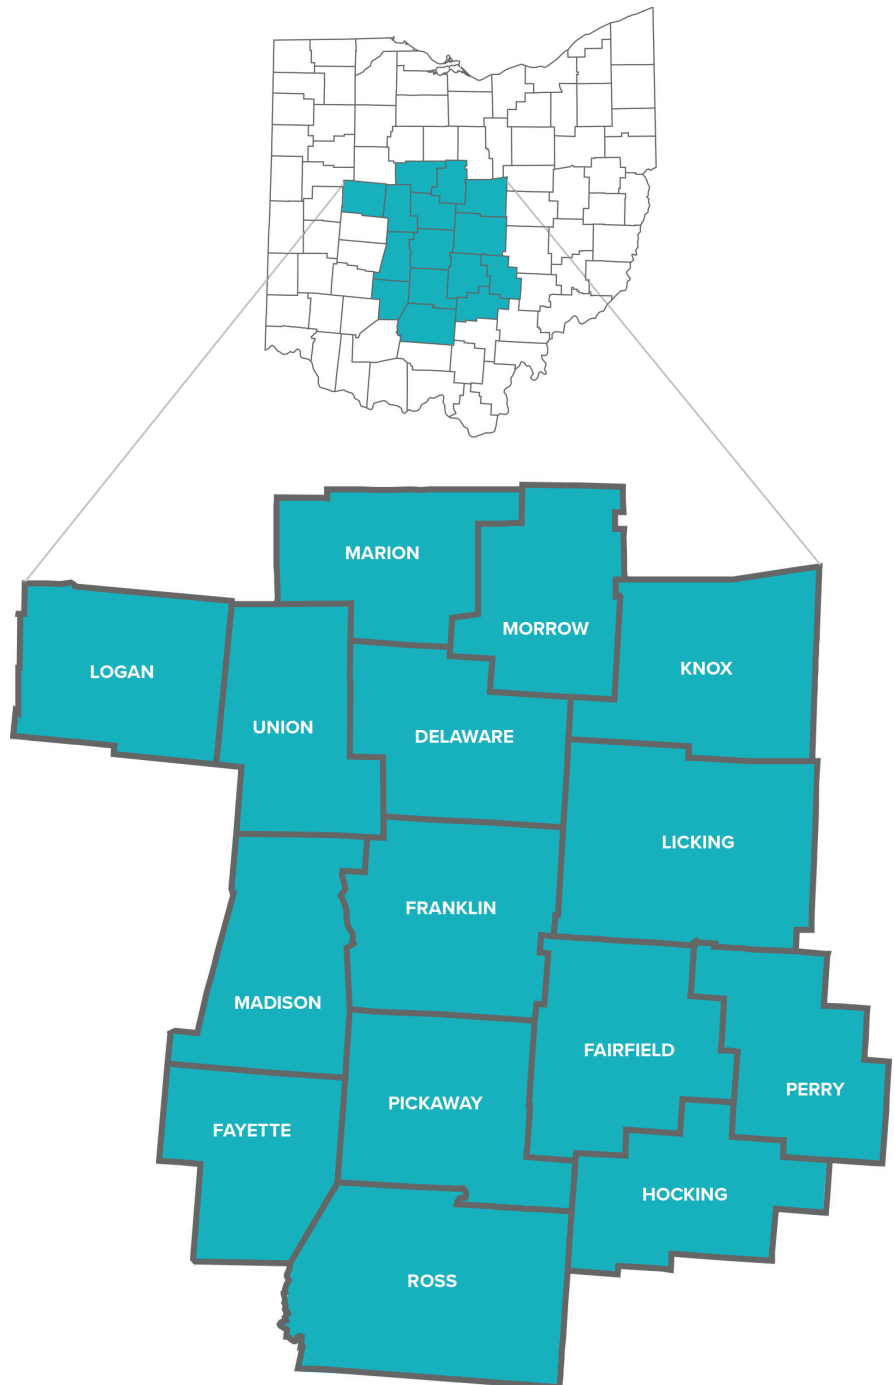 MARION
MORROW
KNOX
LOGAN
UNION
DELAWARE
LICKING
FRANKLIN
MADISON
FAIRFIELD
PERRY
PICKAWAY
FAYETTE
HOCKING
ROSS